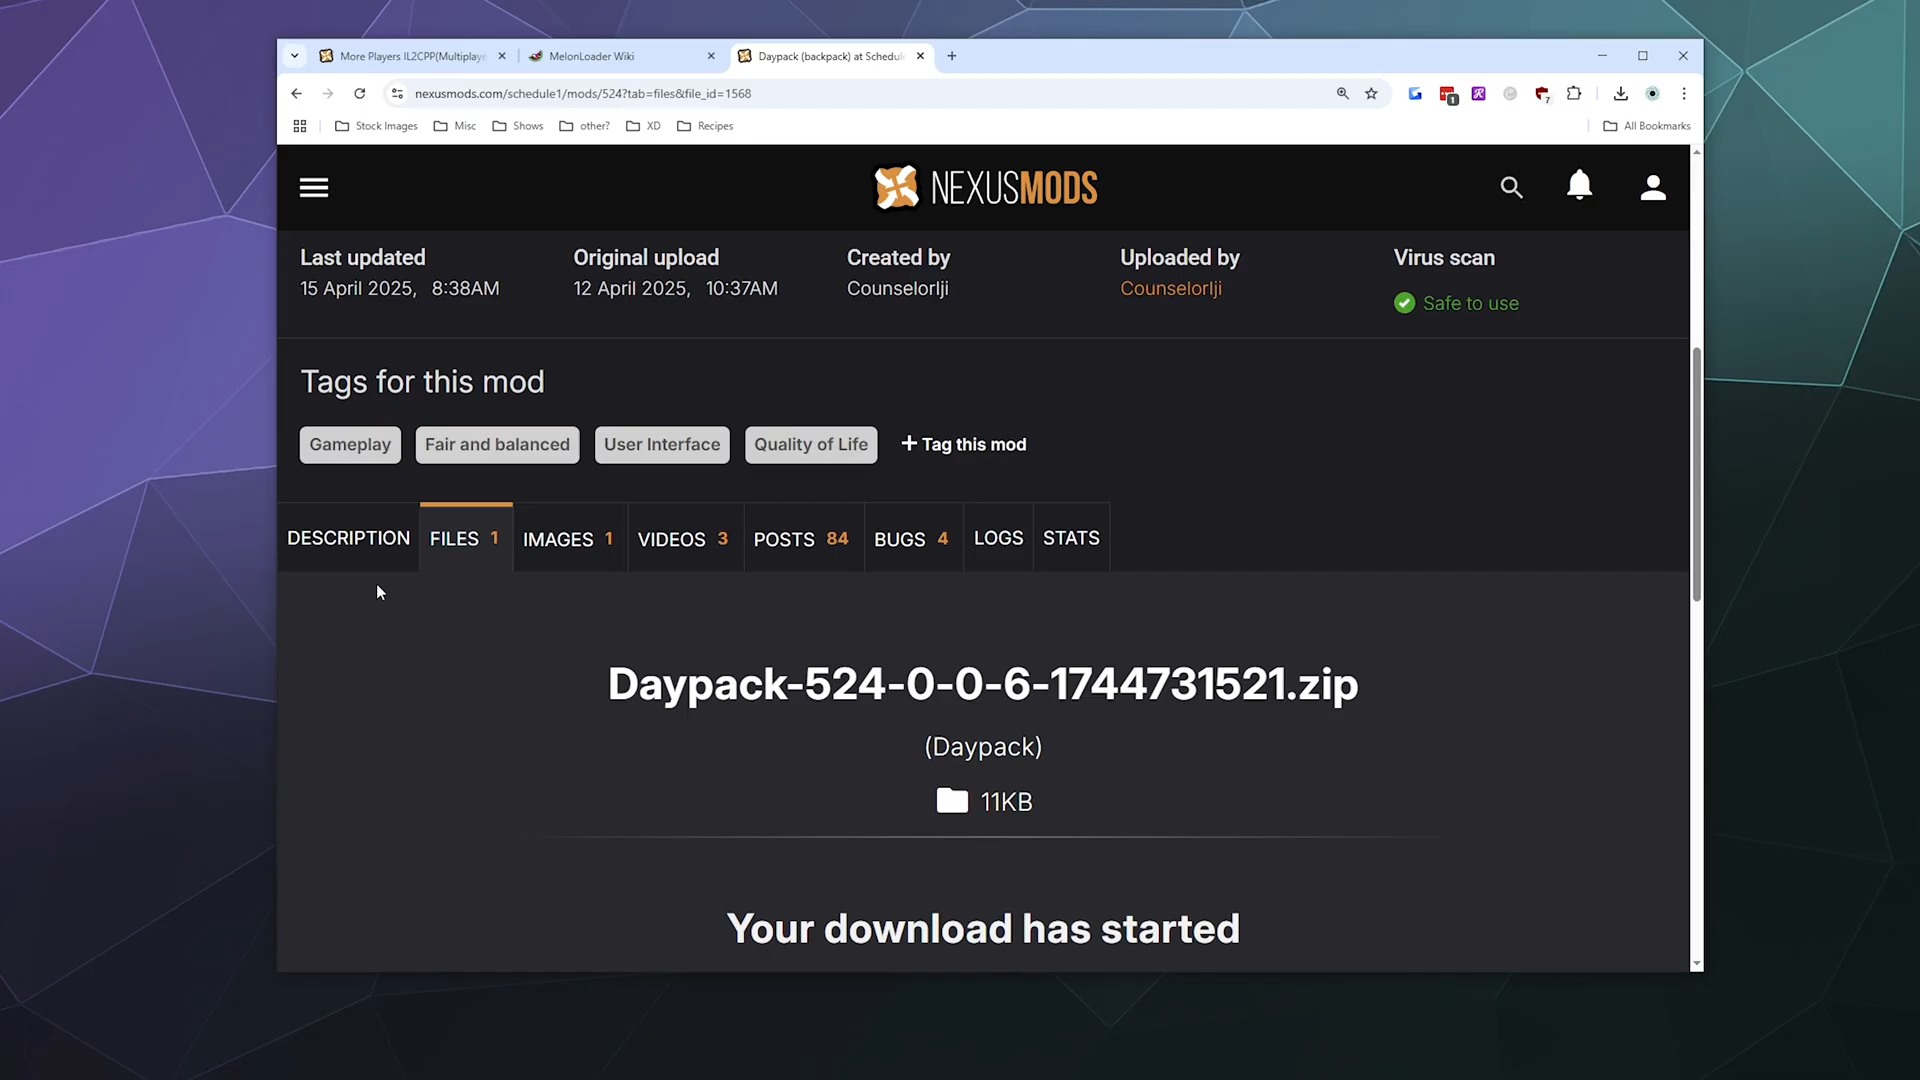 More Players IL2CPP(Multiplaye
MelonLoader Wiki
Daypack (backpack) at Schedul
nexusmods.com/schedule1/mods/524?tab=files&file_id=1568
1
7
Stock Images
Misc
Shows
other?
XD
Recipes
All Bookmarks
NEXUSMODS
Last updated
15 April 2025, 8:38AM
Original upload
12 April 2025, 10:37AM
Created by
CounselorIji
Uploaded by
CounselorIji
Virus scan
Safe to use
Tags for this mod
Gameplay
Fair and balanced
User Interface
Quality of Life
+ Tag this mod
DESCRIPTION
FILES 1
IMAGES 1
VIDEOS 3
POSTS 84
BUGS 4
LOGS
STATS
Daypack-524-0-0-6-1744731521.zip
(Daypack)
11KB
Your download has started